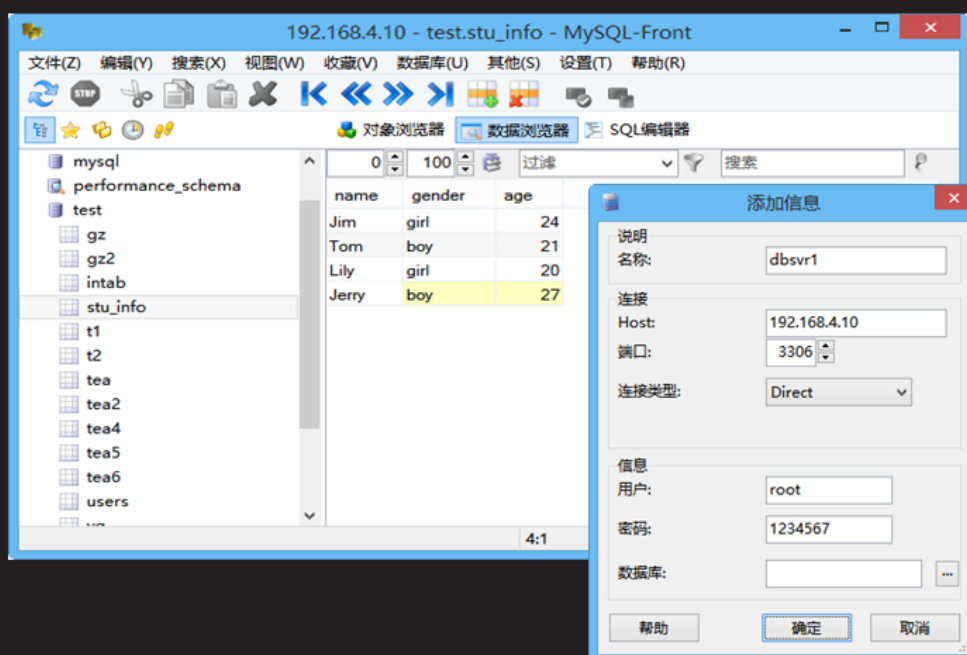 192.168.4.10 - test.stu_info - MySQL-Front
文件(Z) 编辑(Y) 搜索(X) 视图(W) 收藏(V) 数据库(U) 其他(S) 设置(T) 帮助(R)
STOP
对象浏览器 数据浏览器 SQL编辑器
mysql
performance_schema
test
gz
gz2
intab
stu_info
t1
t2
tea
tea2
tea4
tea5
tea6
users
0 100 过滤 搜索
name gender age
Jim girl 24
Tom boy 21
Lily girl 20
Jerry boy 27
4:1
添加信息
说明
名称: dbsvr1
连接
Host: 192.168.4.10
端口: 3306
连接类型: Direct
信息
用户: root
密码: 1234567
数据库: ...
帮助 确定 取消